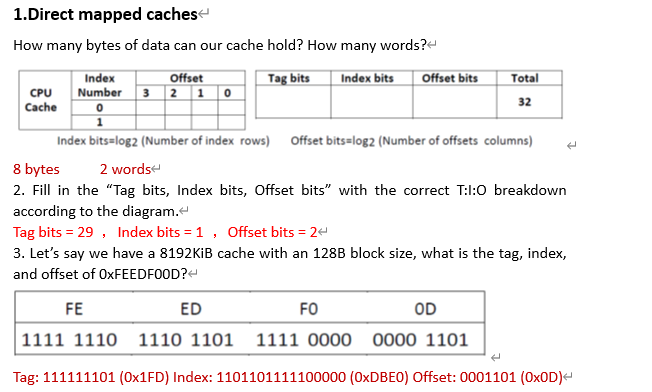 1.Direct mapped caches↵
How many bytes of data can our cache hold? How many words?↵
CPU Cache Index Number Offset
3 2 1 0
0
1
Tag bits Index bits Offset bits Total
32
Index bits=log2 (Number of index rows) Offset bits=log2 (Number of offsets columns) ↵
8 bytes 2 words↵
2. Fill in the “Tag bits, Index bits, Offset bits” with the correct T:I:O breakdown
according to the diagram.↵
Tag bits = 29 , Index bits = 1 , Offset bits = 2↵
3. Let’s say we have a 8192KiB cache with an 128B block size, what is the tag, index,
and offset of 0xFEEDF00D?↵
FE ED F0 0D
1111 1110 1110 1101 1111 0000 0000 1101
↵
Tag: 111111101 (0x1FD) Index: 1101101111100000 (0xDBE0) Offset: 0001101 (0x0D)↵